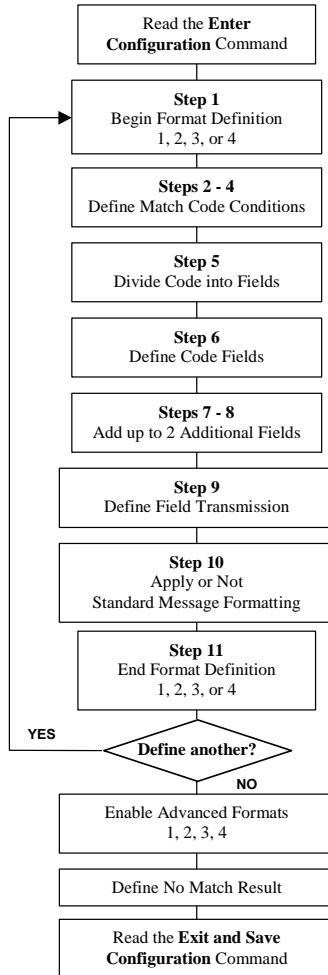 Read the Enter
Configuration Command
Step 1
Begin Format Definition
1, 2, 3, or 4
Steps 2 - 4
Define Match Code Conditions
Step 5
Divide Code into Fields
Step 6
Define Code Fields
Steps 7 - 8
Add up to 2 Additional Fields
Step 9
Define Field Transmission
Step 10
Apply or Not
Standard Message Formatting
Step 11
End Format Definition
1, 2, 3, or 4
YES
Define another?
NO
Enable Advanced Formats
1, 2, 3, 4
Define No Match Result
Read the Exit and Save
Configuration Command